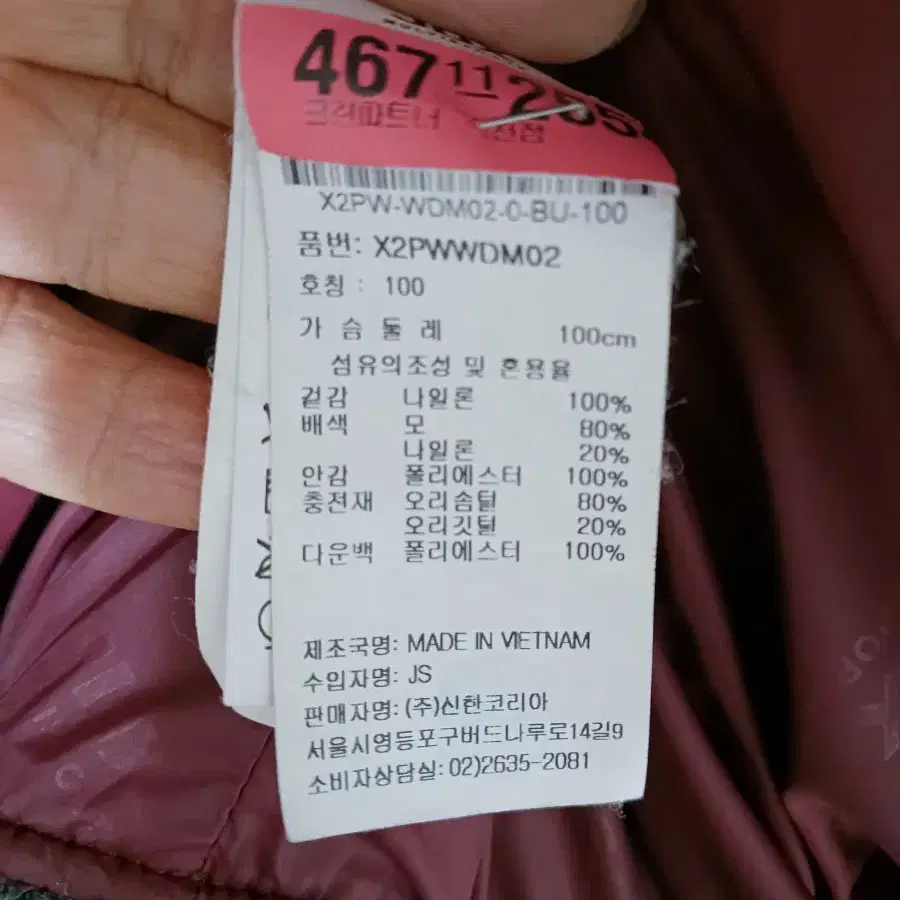 467 11
크린파트너
X2PW-WDM02-0-BU-100
품번: X2PWWDM02
호칭 : 100
가 슴 둘 레 100cm
섬유의조성 및 혼용율
겉감 나일론 100%
배색 모 80%
나일론 20%
안감 폴리에스터 100%
충전재 오리솜털 80%
오리깃털 20%
다운백 폴리에스터 100%
제조국명: MADE IN VIETNAM
수입자명: JS
판매자명: (주)신한코리아
서울시영등포구버드나루로14길9
소비자상담실: 02)2635-2081